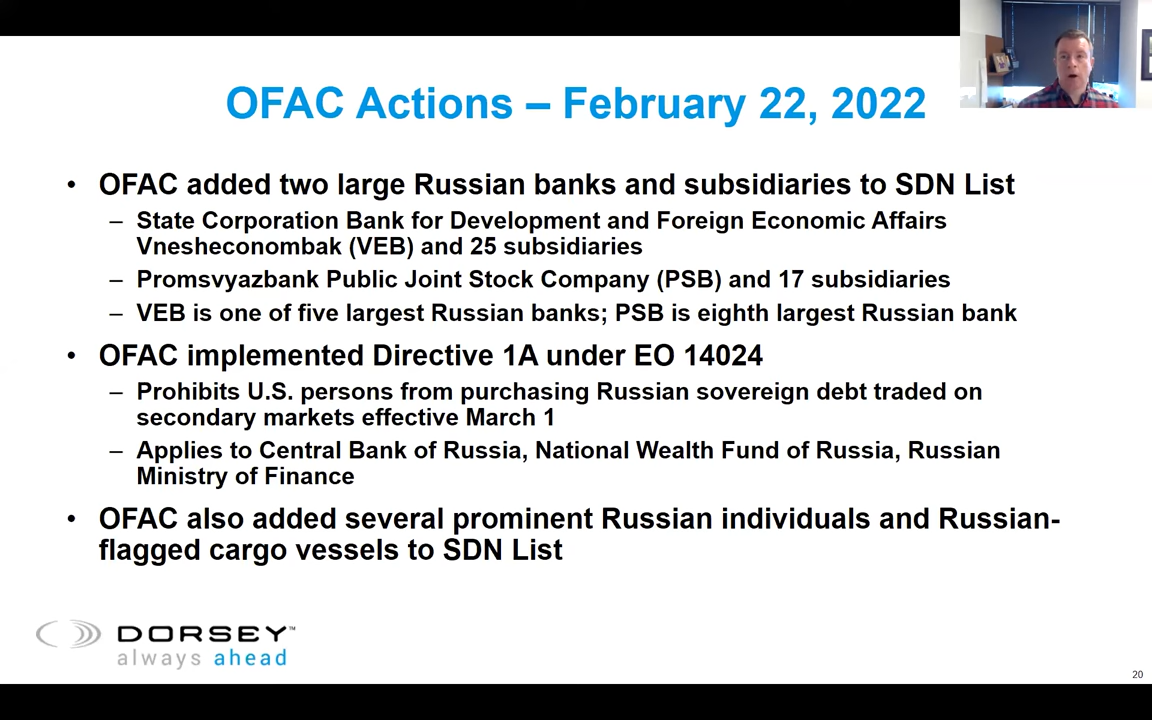 OFAC Actions – February 22, 2022
• OFAC added two large Russian banks and subsidiaries to SDN List
– State Corporation Bank for Development and Foreign Economic Affairs
Vnesheconombak (VEB) and 25 subsidiaries
– Promsvyazbank Public Joint Stock Company (PSB) and 17 subsidiaries
– VEB is one of five largest Russian banks; PSB is eighth largest Russian bank
• OFAC implemented Directive 1A under EO 14024
– Prohibits U.S. persons from purchasing Russian sovereign debt traded on
secondary markets effective March 1
– Applies to Central Bank of Russia, National Wealth Fund of Russia, Russian
Ministry of Finance
• OFAC also added several prominent Russian individuals and Russian-
flagged cargo vessels to SDN List
DORSEY™
always ahead
20